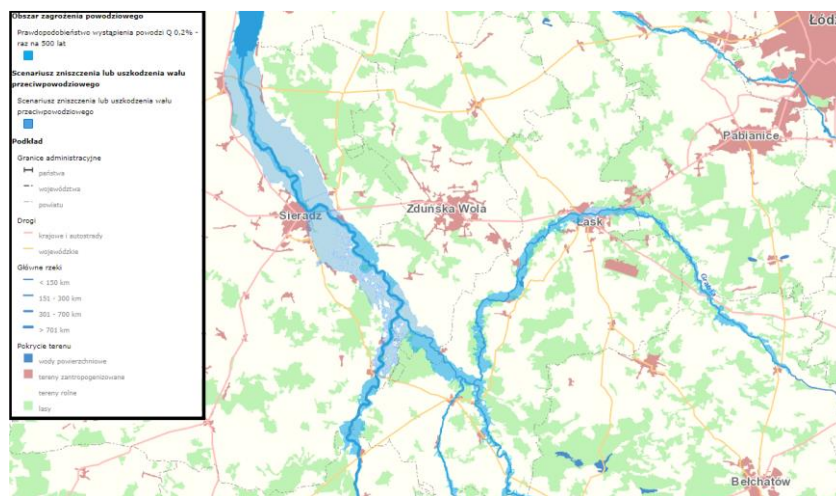 Obszar zagrożenia powodziowego
Prawdopodobieństwo wystąpienia powodzi Q 0,2% -
raz na 500 lat
Scenariusz zniszczenia lub uszkodzenia wału
przeciwpowodziowego
Scenariusz zniszczenia lub uszkodzenia wału
przeciwpowodziowego
Podkład
Granice administracyjne
państwa
województwa
powiatu
Drogi
krajowe i autostrady
wojewódzkie
Główne rzeki
< 150 km
151 - 300 km
301 - 700 km
> 701 km
Pokrycie terenu
wody powierzchniowe
tereny zantropogenizowane
tereny rolne
lasy
Łódź
Pabianice
Zduńska Wola
Sieradz
Łask
Bełchatów